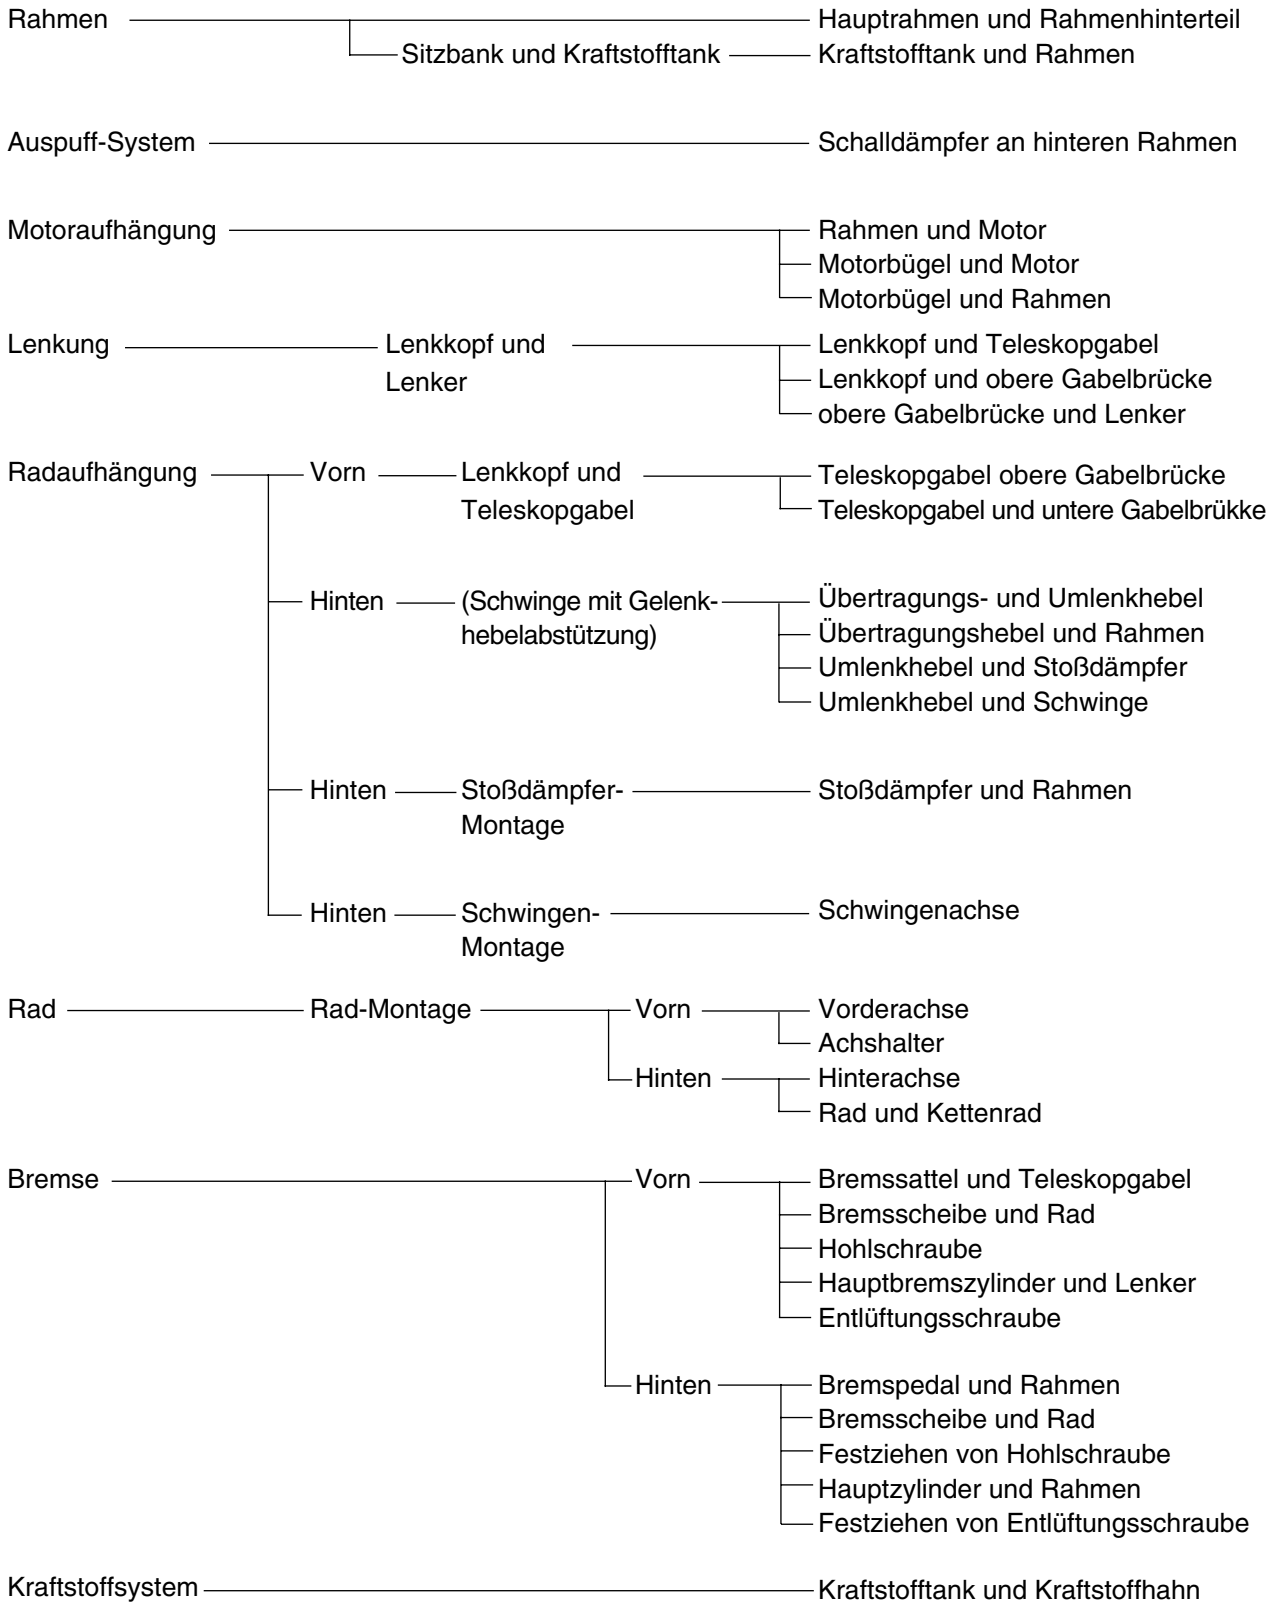 Rahmen Hauptrahmen und Rahmenhinterteil
Sitzbank und Kraftstofftank Kraftstofftank und Rahmen
Auspuff-System Schalldämpfer an hinteren Rahmen
Motoraufhängung Rahmen und Motor
Motorbügel und Motor
Motorbügel und Rahmen
Lenkung Lenkkopf und Lenkkopf und Teleskopgabel
Lenker Lenkkopf und obere Gabelbrücke
obere Gabelbrücke und Lenker
Radaufhängung Vorn Lenkkopf und Teleskopgabel obere Gabelbrücke
Teleskopgabel Teleskopgabel und untere Gabelbrükke
Hinten (Schwinge mit Gelenk- Übertragungs- und Umlenkhebel
hebelabstützung) Übertragungshebel und Rahmen
Umlenkhebel und Stoßdämpfer
Umlenkhebel und Schwinge
Hinten Stoßdämpfer- Stoßdämpfer und Rahmen
Montage
Hinten Schwingen- Schwingenachse
Montage
Rad Rad-Montage Vorn Vorderachse
Achshalter
Hinten Hinterachse
Rad und Kettenrad
Bremse Vorn Bremssattel und Teleskopgabel
Bremsscheibe und Rad
Hohlschraube
Hauptbremszylinder und Lenker
Entlüftungsschraube
Hinten Bremspedal und Rahmen
Bremsscheibe und Rad
Festziehen von Hohlschraube
Hauptzylinder und Rahmen
Festziehen von Entlüftungsschraube
Kraftstoffsystem Kraftstofftank und Kraftstoffhahn